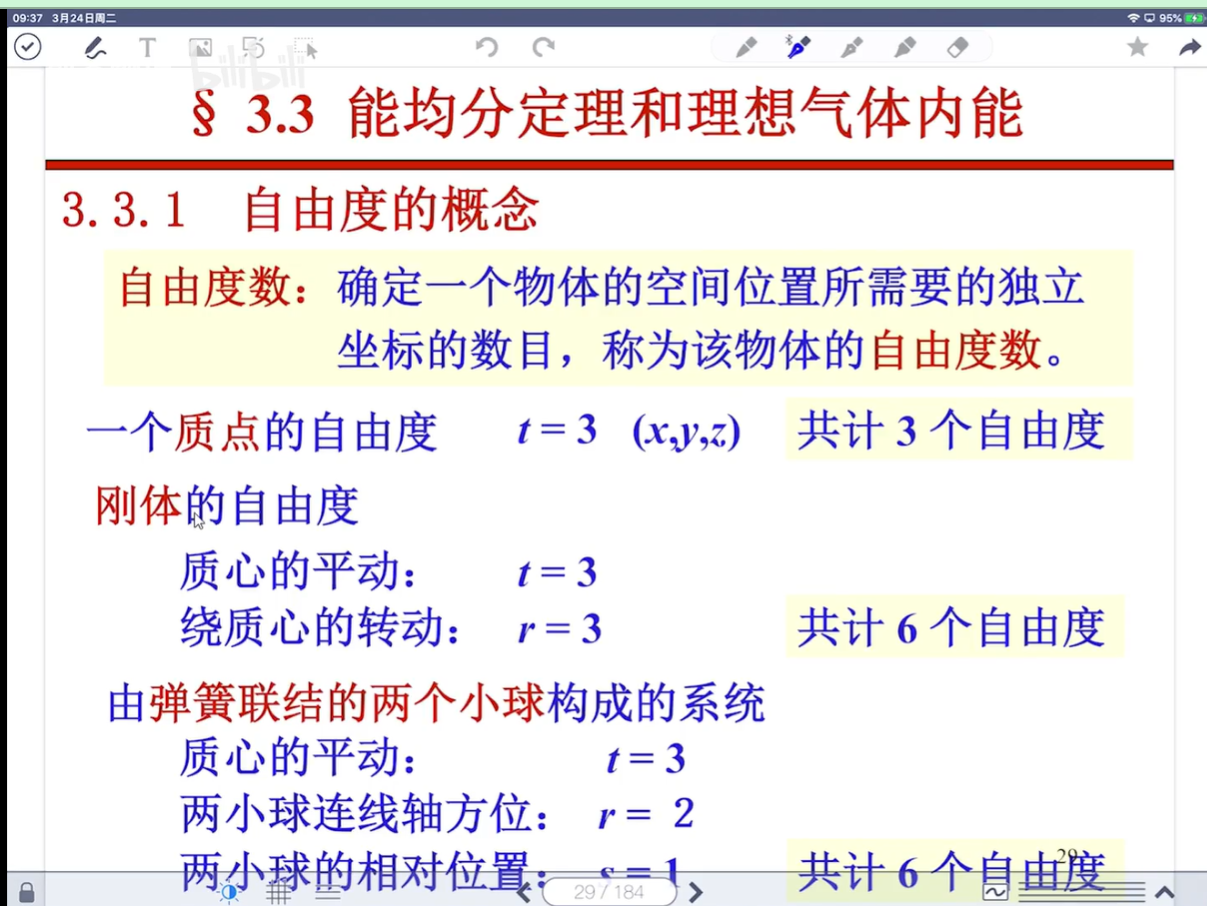 09:37 3月24日周二
95%
T
bilibili
§ 3.3 能均分定理和理想气体内能
3.3.1 自由度的概念
自由度数：确定一个物体的空间位置所需要的独立
坐标的数目，称为该物体的自由度数。
一个质点的自由度 t = 3 (x,y,z) 共计 3 个自由度
刚体的自由度
质心的平动： t = 3
绕质心的转动： r = 3 共计 6 个自由度
由弹簧联结的两个小球构成的系统
质心的平动： t = 3
两小球连线轴方位： r = 2
两小球的相对位置： s = 1 共计 6 个自由度
29
29 / 184